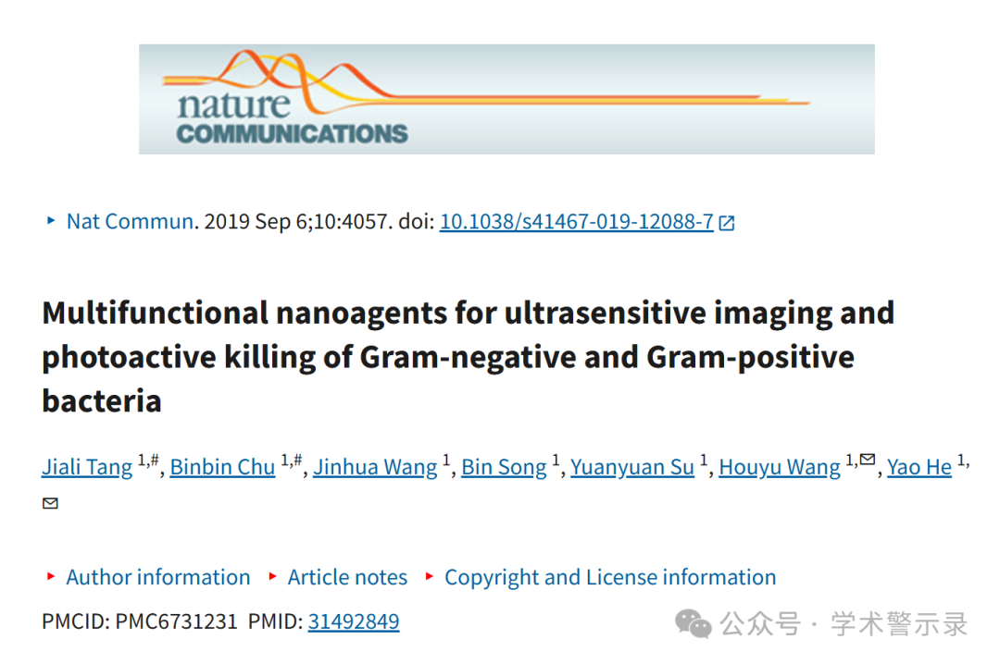 nature
COMMUNICATIONS
Nat Commun. 2019 Sep 6;10:4057. doi: 10.1038/s41467-019-12088-7
Multifunctional nanoagents for ultrasensitive imaging and
photoactive killing of Gram-negative and Gram-positive
bacteria
Jiali Tang 1,#, Binbin Chu 1,#, Jinhua Wang 1, Bin Song 1, Yuanyuan Su 1, Houyu Wang 1,✉, Yao He 1,
✉
Author information Article notes Copyright and License information
PMCID: PMC6731231 PMID: 31492849
公众号 · 学术警示录